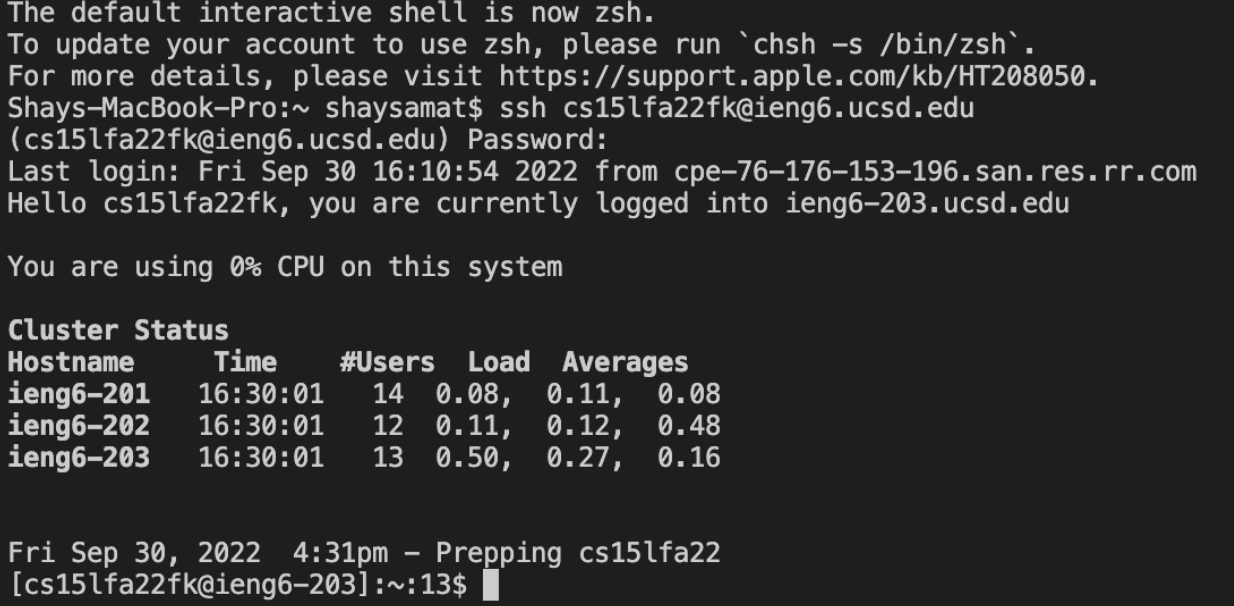 The default interactive shell is now zsh.
To update your account to use zsh, please run `chsh -s /bin/zsh`.
For more details, please visit https://support.apple.com/kb/HT208050.
Shays-MacBook-Pro:~ shaysamat$ ssh cs15lfa22fk@ieng6.ucsd.edu
(cs15lfa22fk@ieng6.ucsd.edu) Password:
Last login: Fri Sep 30 16:10:54 2022 from cpe-76-176-153-196.san.res.rr.com
Hello cs15lfa22fk, you are currently logged into ieng6-203.ucsd.edu
You are using 0% CPU on this system
Cluster Status
Hostname     Time    #Users  Load  Averages
ieng6-201   16:30:01   14  0.08,  0.11,  0.08
ieng6-202   16:30:01   12  0.11,  0.12,  0.48
ieng6-203   16:30:01   13  0.50,  0.27,  0.16
Fri Sep 30, 2022  4:31pm - Prepping cs15lfa22
[cs15lfa22fk@ieng6-203]:~:13$